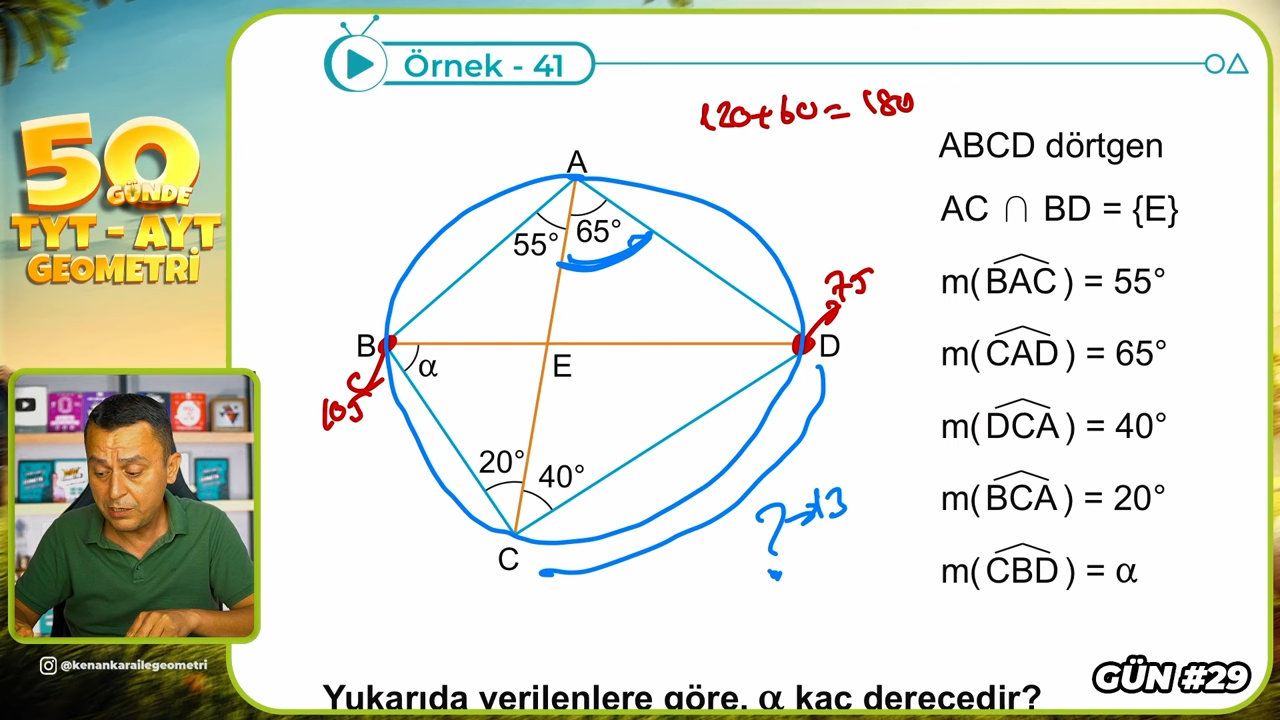 Örnek - 41
50
GÜNDE
TYT - AYT
GEOMETRİ
120+60=180
ABCD dörtgen
AC ∩ BD = {E}
m(BAC) = 55°
m(CAD) = 65°
m(DCA) = 40°
m(BCA) = 20°
m(CBD) = α
A
55° 65°
75
B
α
E
D
105
20° 40°
C
@kenankarailegeometri
GÜN #29
Yukarıda verilenlere göre, α kaç derecedir?